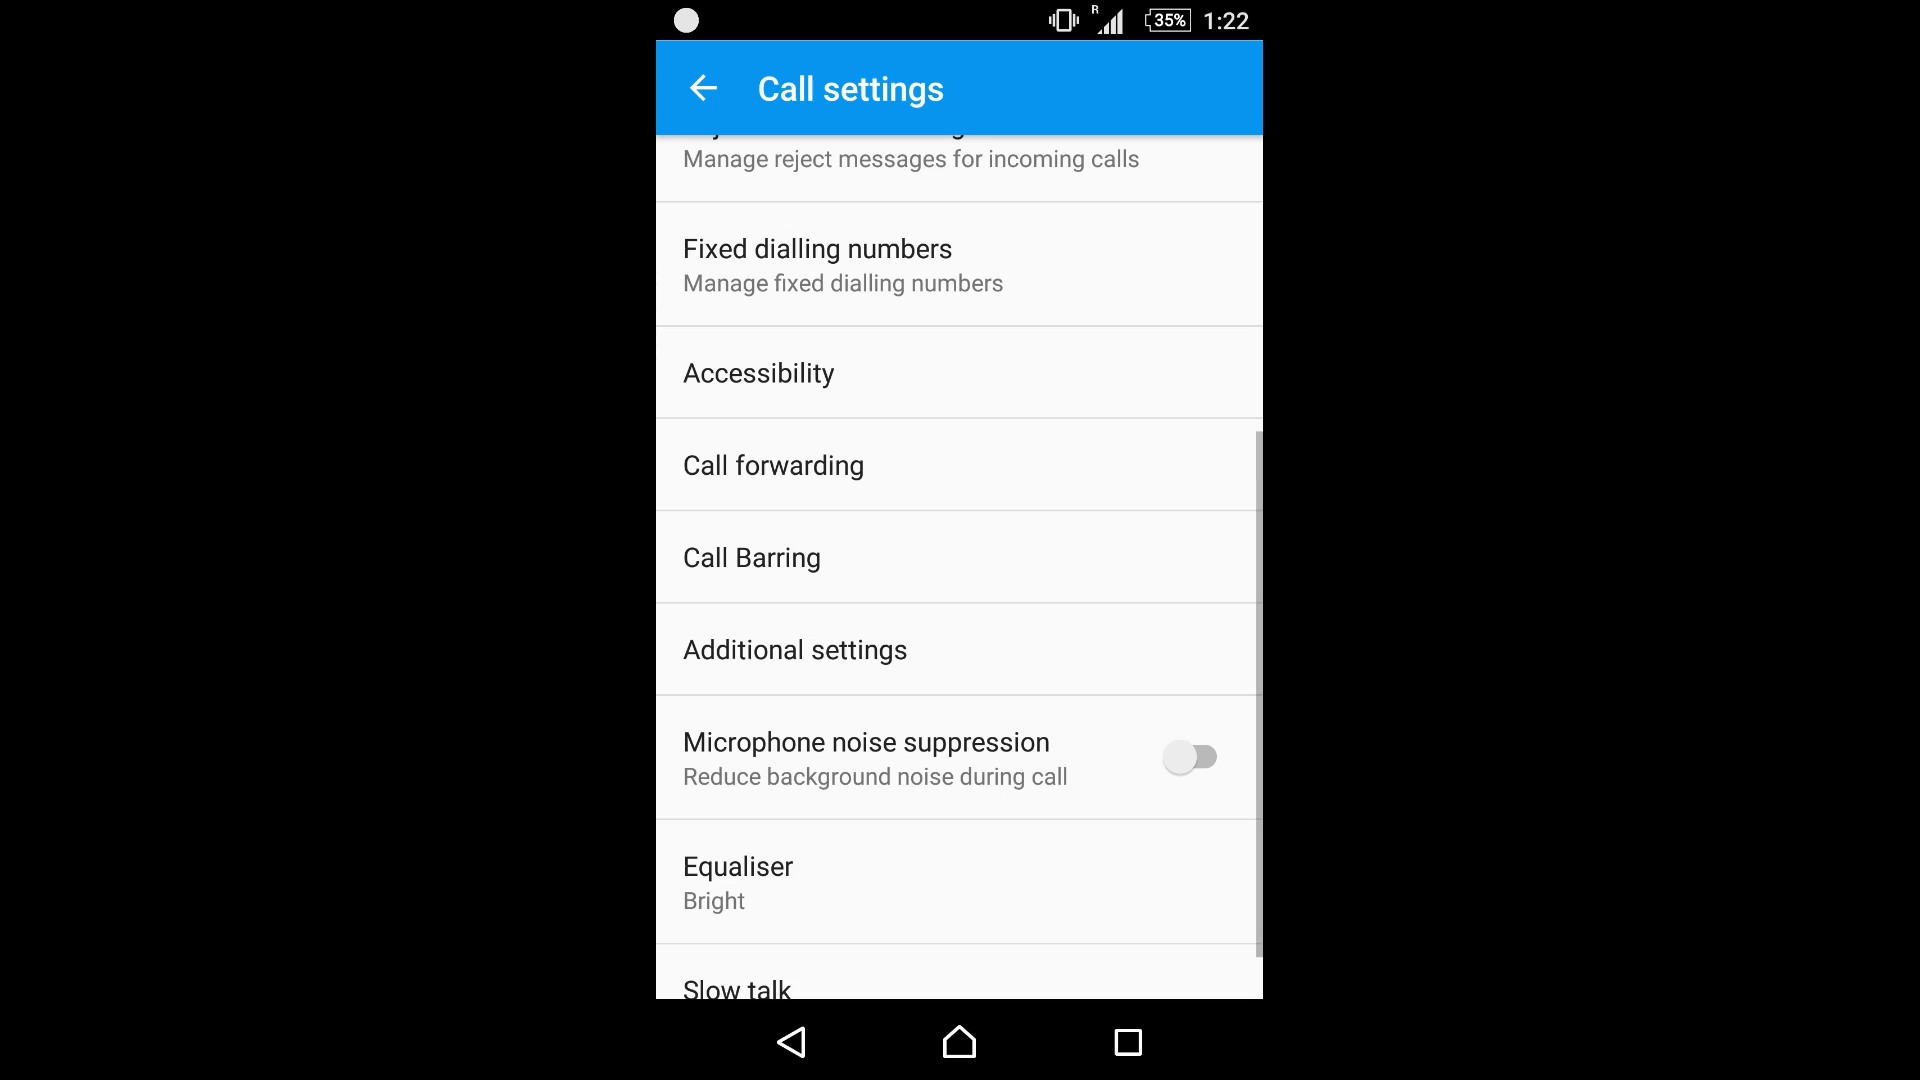 R 35% 1:22
Call settings
Manage reject messages for incoming calls
Fixed dialling numbers
Manage fixed dialling numbers
Accessibility
Call forwarding
Call Barring
Additional settings
Microphone noise suppression
Reduce background noise during call
Equaliser
Bright
Slow talk